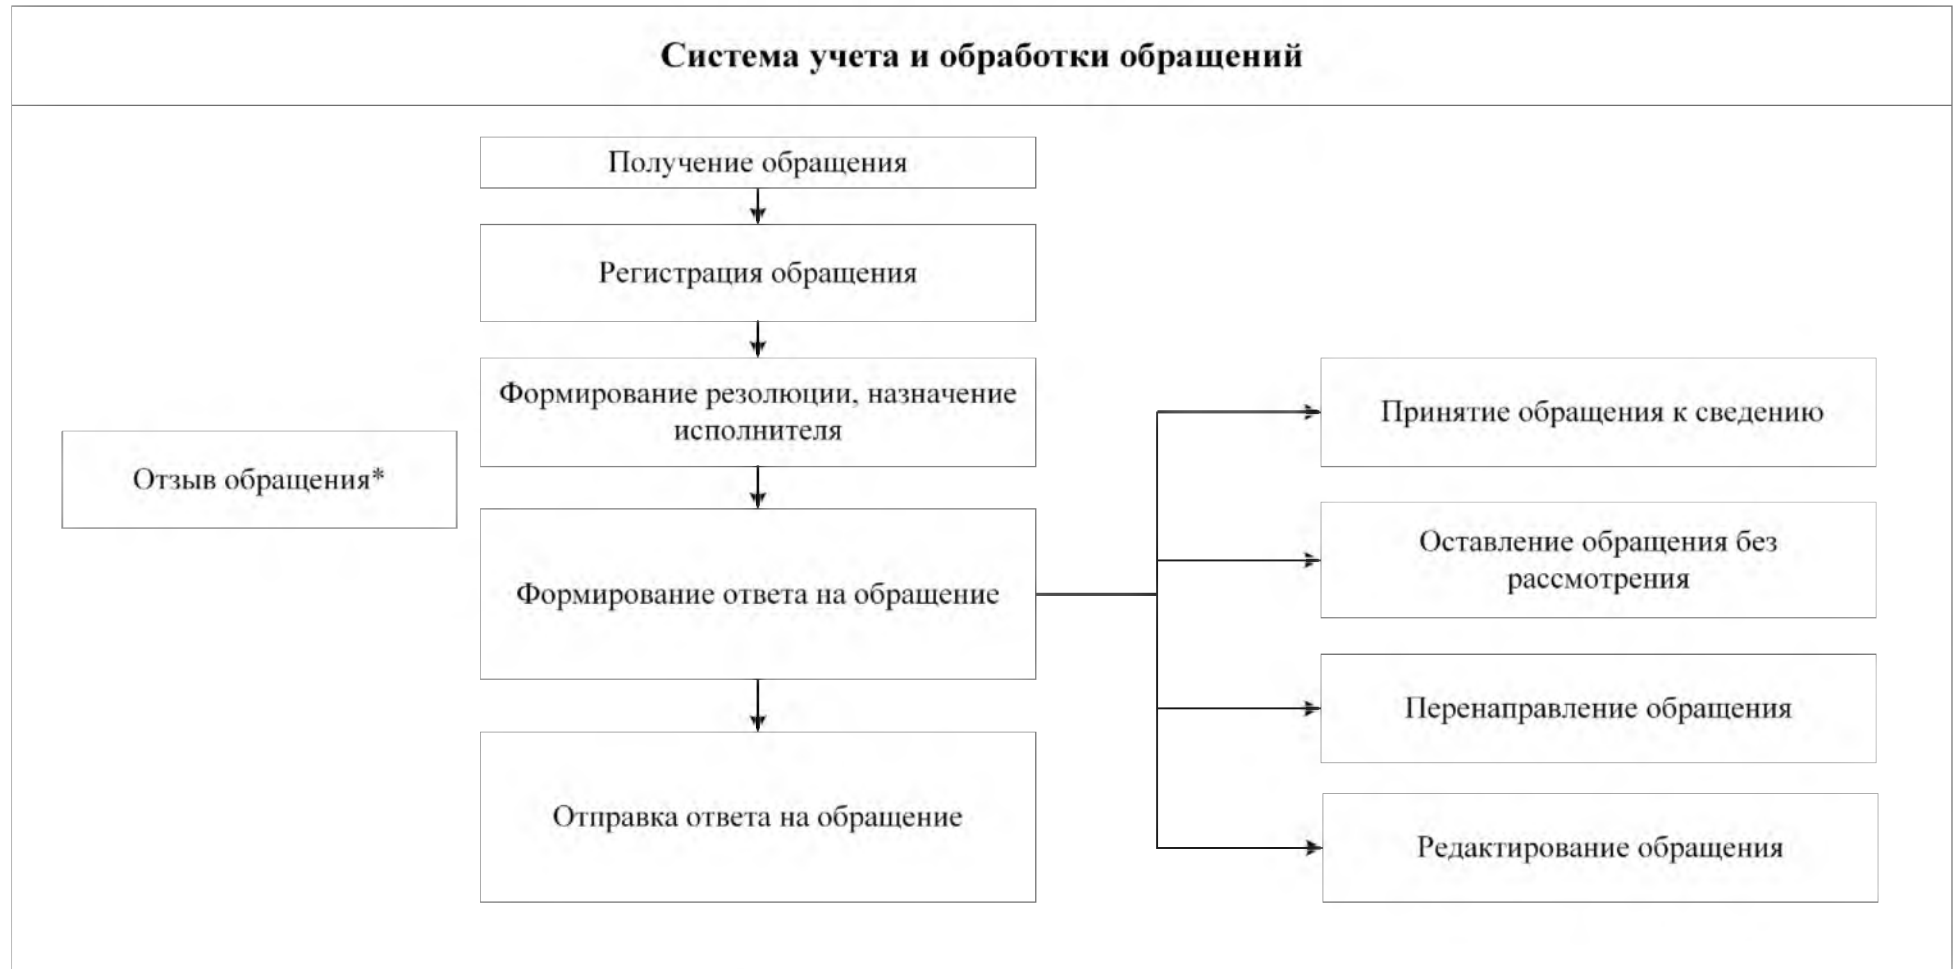 Система учета и обработки обращений
Получение обращения
Регистрация обращения
Формирование резолюции, назначение
исполнителя
Отзыв обращения*
Формирование ответа на обращение
Отправка ответа на обращение
Принятие обращения к сведению
Оставление обращения без
рассмотрения
Перенаправление обращения
Редактирование обращения